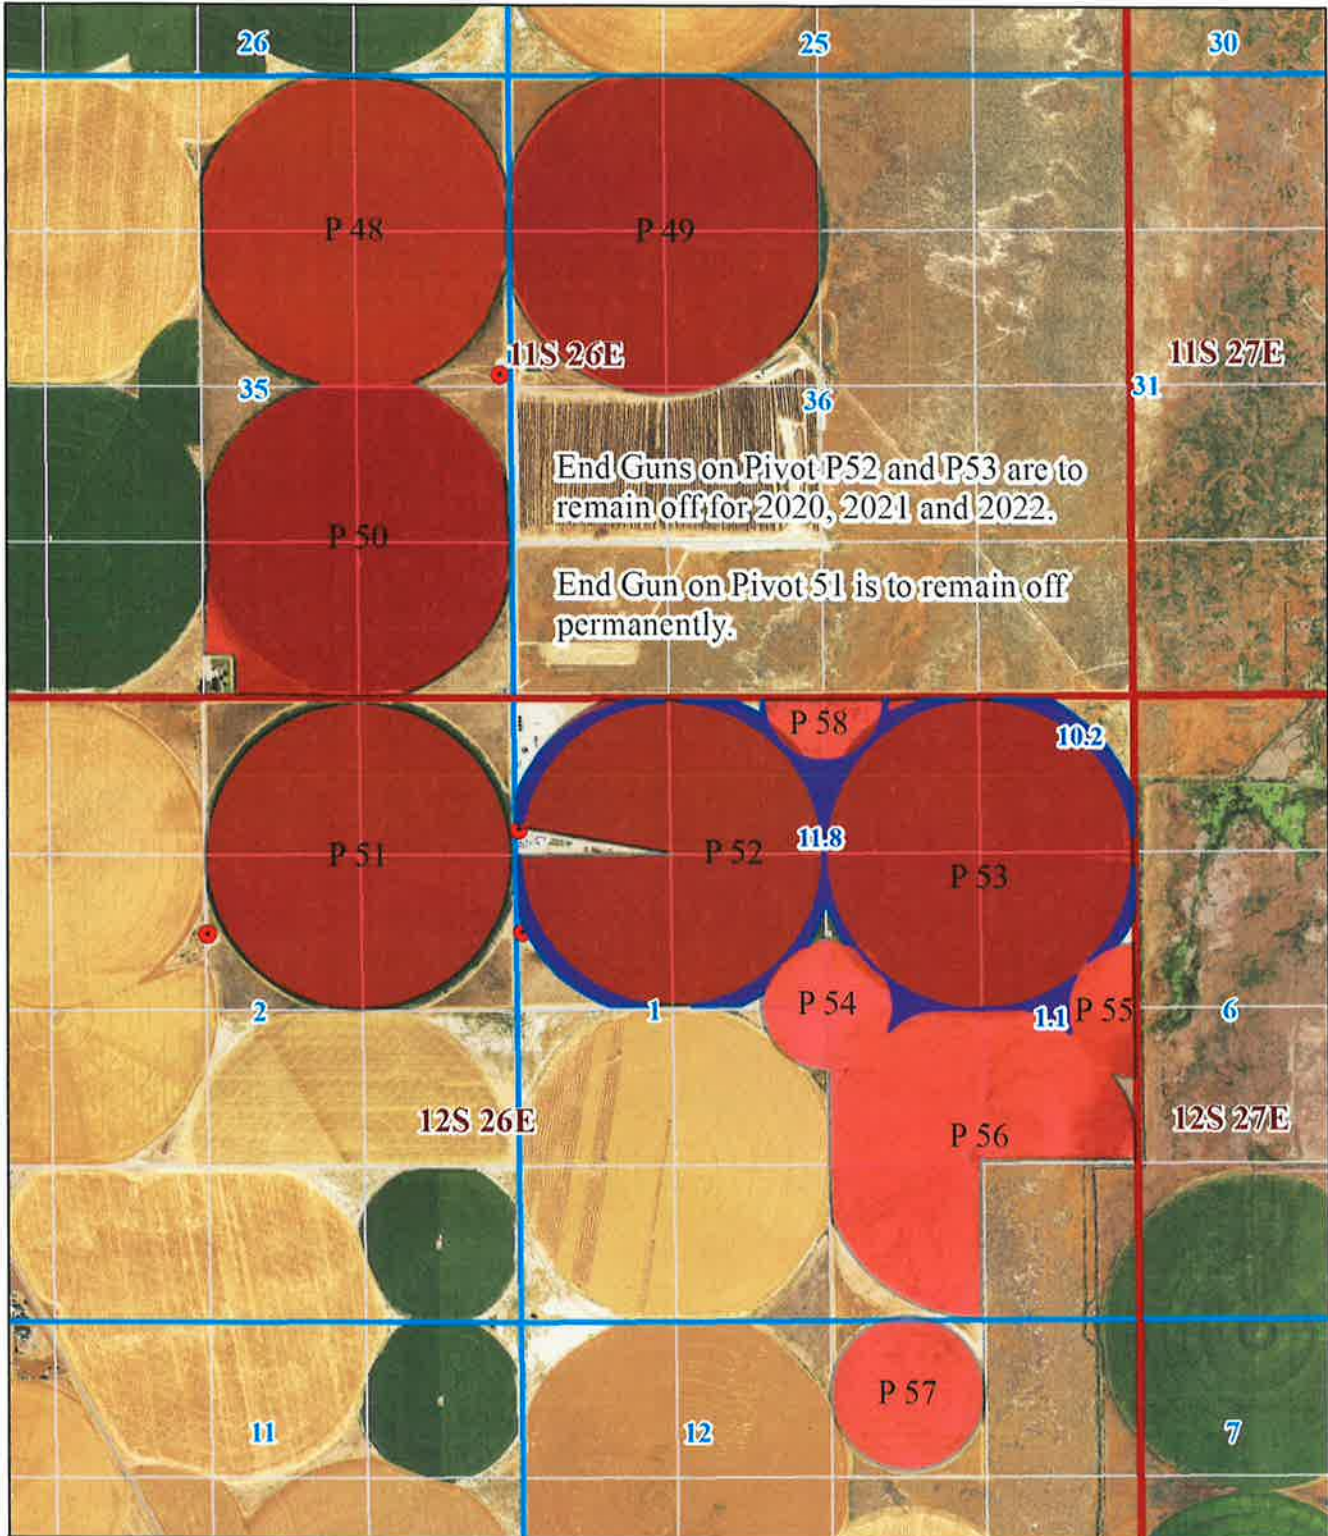 26
25
30
P 48
P 49
11S 26E
11S 27E
35
36
31
End Guns on Pivot P52 and P53 are to
remain off for 2020, 2021 and 2022.
P 50
End Gun on Pivot 51 is to remain off
permanently.
P 58
10.2
11.8
P 51
P 52
P 53
P 54
P 55
2
1
1.1
6
12S 26E
12S 27E
P 56
P 57
11
12
7